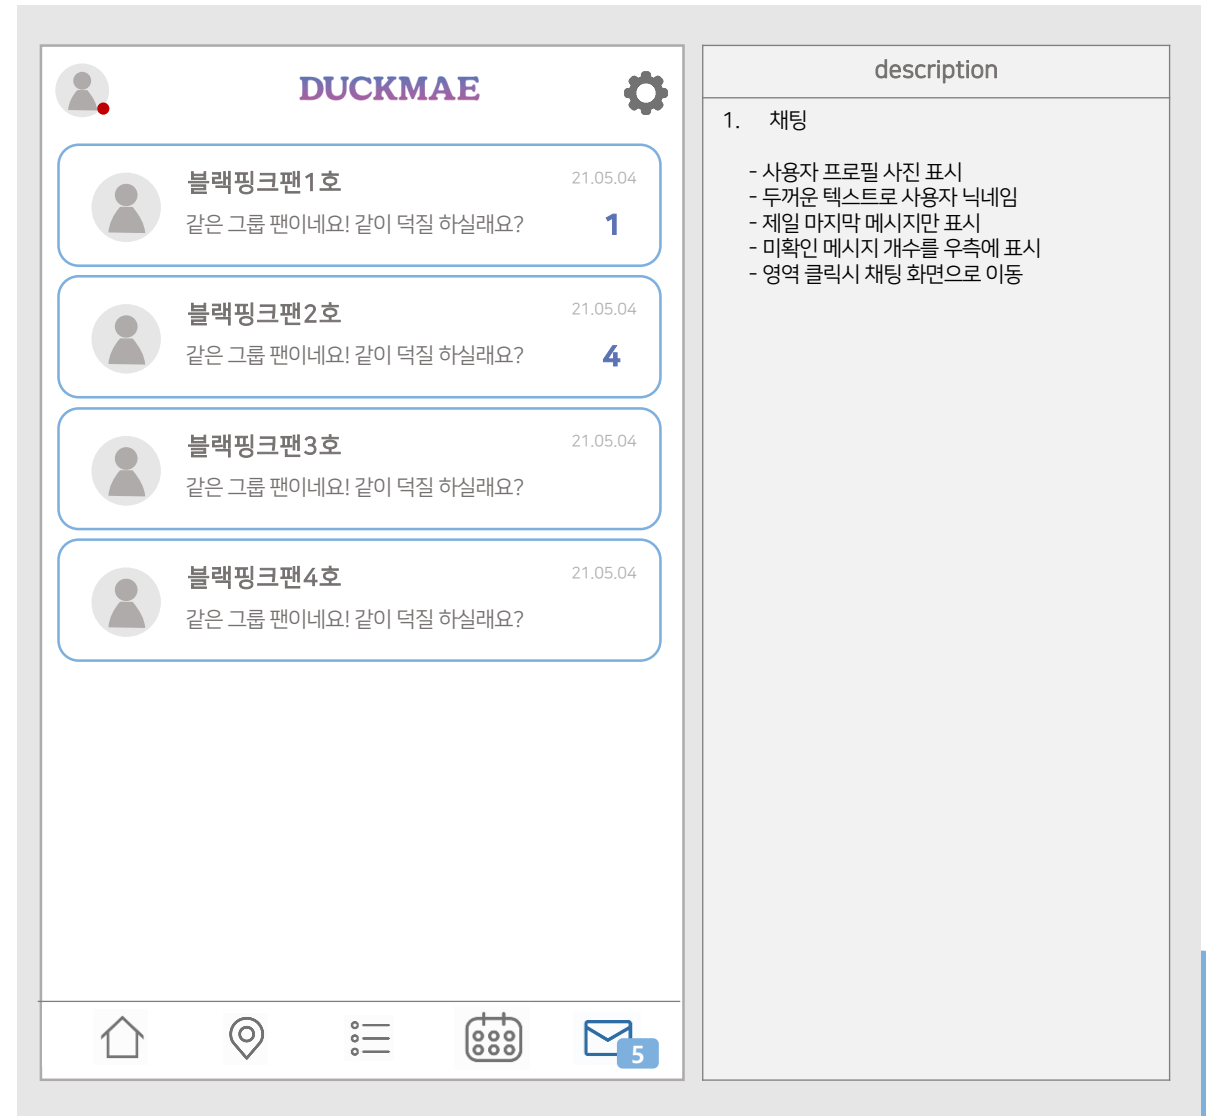 DUCKMAE
블랙핑크팬1호
21.05.04
같은 그룹 팬이네요! 같이 덕질 하실래요?
1
블랙핑크팬2호
21.05.04
같은 그룹 팬이네요! 같이 덕질 하실래요?
4
블랙핑크팬3호
21.05.04
같은 그룹 팬이네요! 같이 덕질 하실래요?
블랙핑크팬4호
21.05.04
같은 그룹 팬이네요! 같이 덕질 하실래요?
5
description
1. 채팅
- 사용자 프로필 사진 표시
- 두꺼운 텍스트로 사용자 닉네임
- 제일 마지막 메시지만 표시
- 미확인 메시지 개수를 우측에 표시
- 영역 클릭시 채팅 화면으로 이동